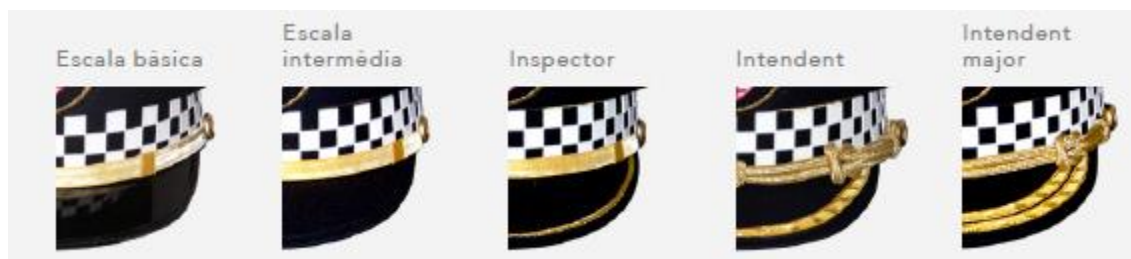 Escala bàsica
Escala
intermèdia
Inspector
Intendent
Intendent
major